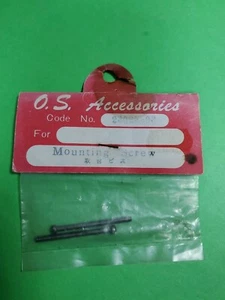 O.S. Accessories
Code No.
For
Mounting Screw